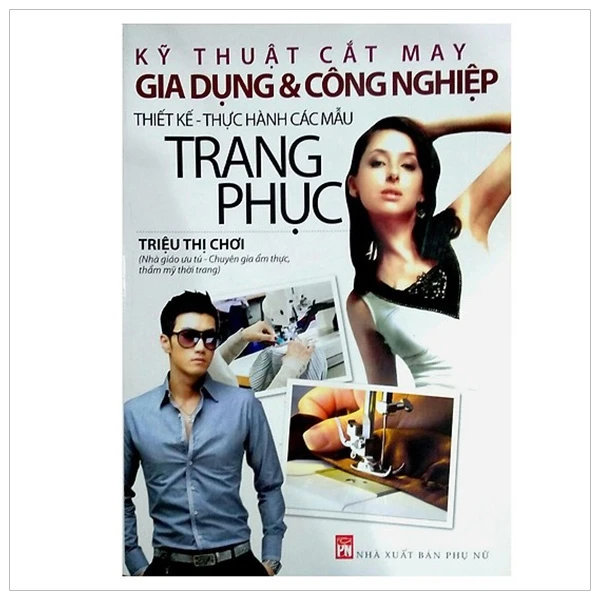 KỸ THUẬT CẮT MAY
GIA DỤNG & CÔNG NGHIỆP
THIẾT KẾ - THỰC HÀNH CÁC MẪU
TRANG
PHỤC
TRIỆU THỊ CHƠI
(Nhà giáo ưu tú - Chuyên gia ẩm thực,
thẩm mỹ thời trang)
PN
NHÀ XUẤT BẢN PHỤ NỮ